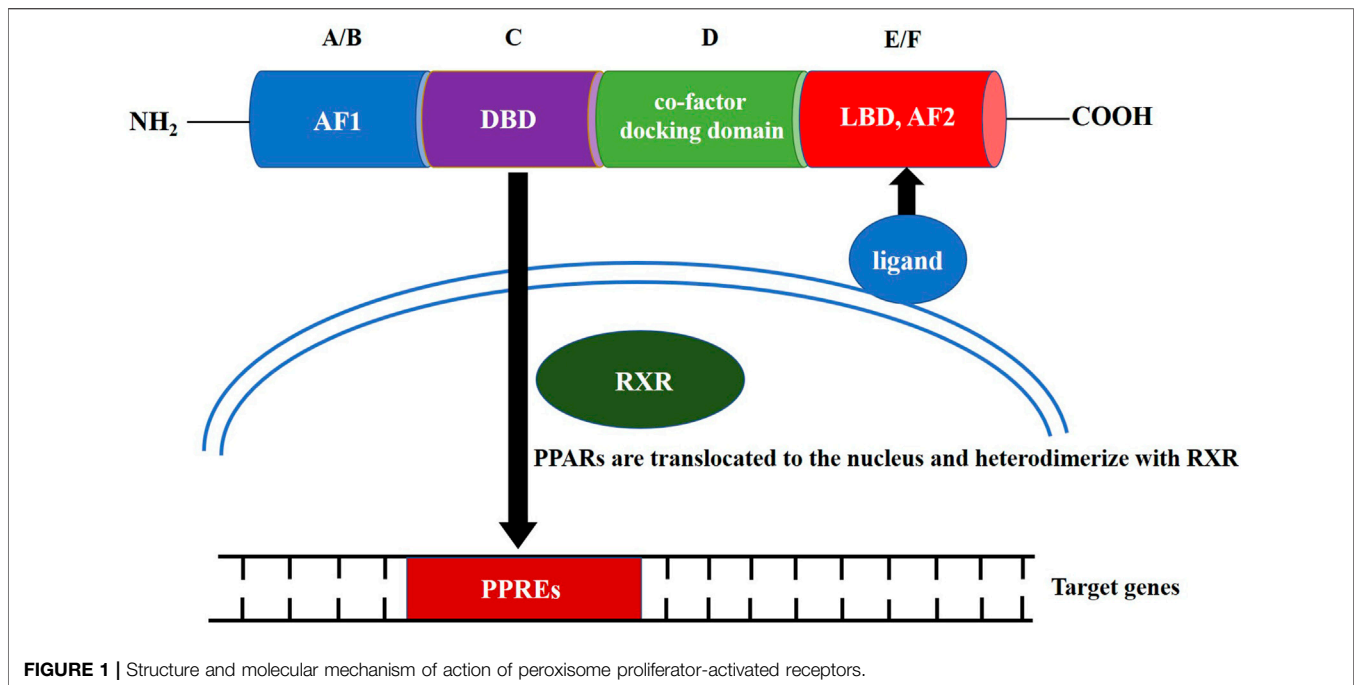 A/B
C
D
E/F
NH₂
AF1
DBD
co-factor
docking domain
LBD, AF2
COOH
ligand
RXR
PPARs are translocated to the nucleus and heterodimerize with RXR
PPREs
Target genes
FIGURE 1 | Structure and molecular mechanism of action of peroxisome proliferator-activated receptors.